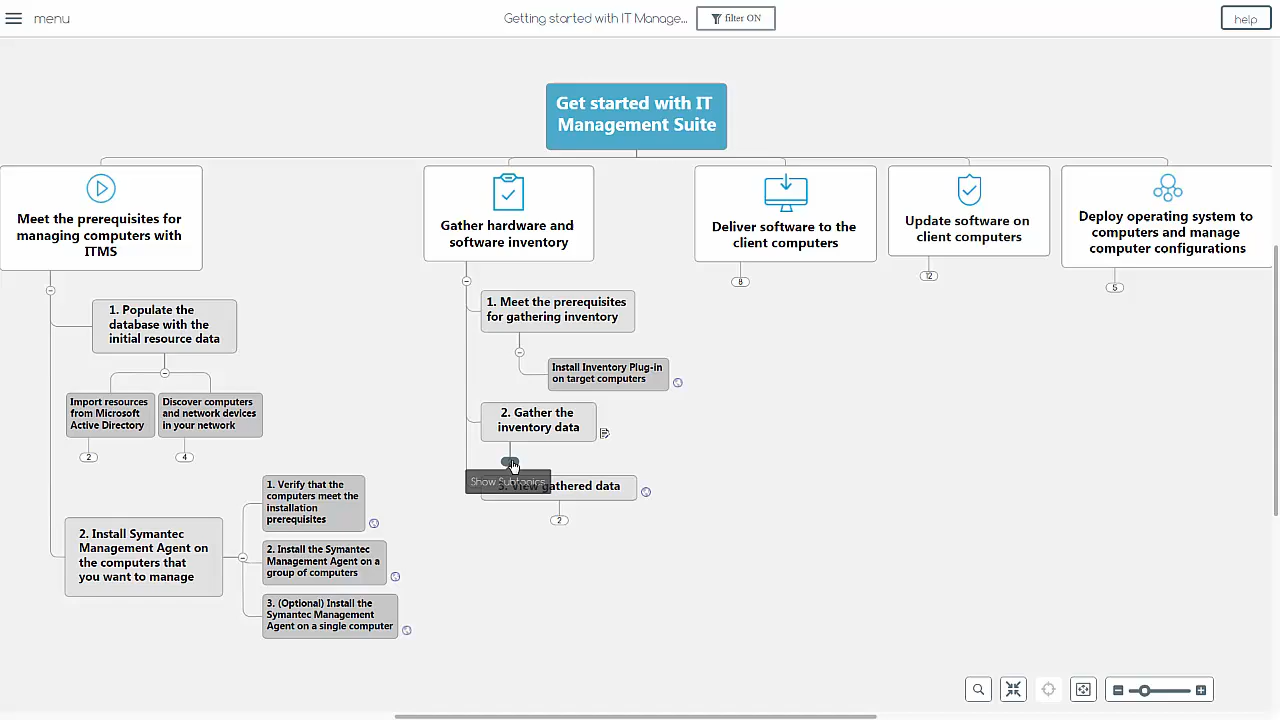 menu
Getting started with IT Manage...
filter ON
help
Get started with IT
Management Suite
Meet the prerequisites for
managing computers with
ITMS
Gather hardware and
software inventory
Deliver software to the
client computers
Update software on
client computers
Deploy operating system to
computers and manage
computer configurations
8
12
5
1. Populate the
database with the
initial resource data
Import resources
from Microsoft
Active Directory
2
Discover computers
and network devices
in your network
4
2. Install Symantec
Management Agent on
the computers that
you want to manage
1. Verify that the
computers meet the
installation
prerequisites
2. Install the Symantec
Management Agent on a
group of computers
3. (Optional) Install the
Symantec Management
Agent on a single computer
1. Meet the prerequisites
for gathering inventory
Install Inventory Plug-in
on target computers
2. Gather the
inventory data
Show Subtopics
3. View gathered data
2